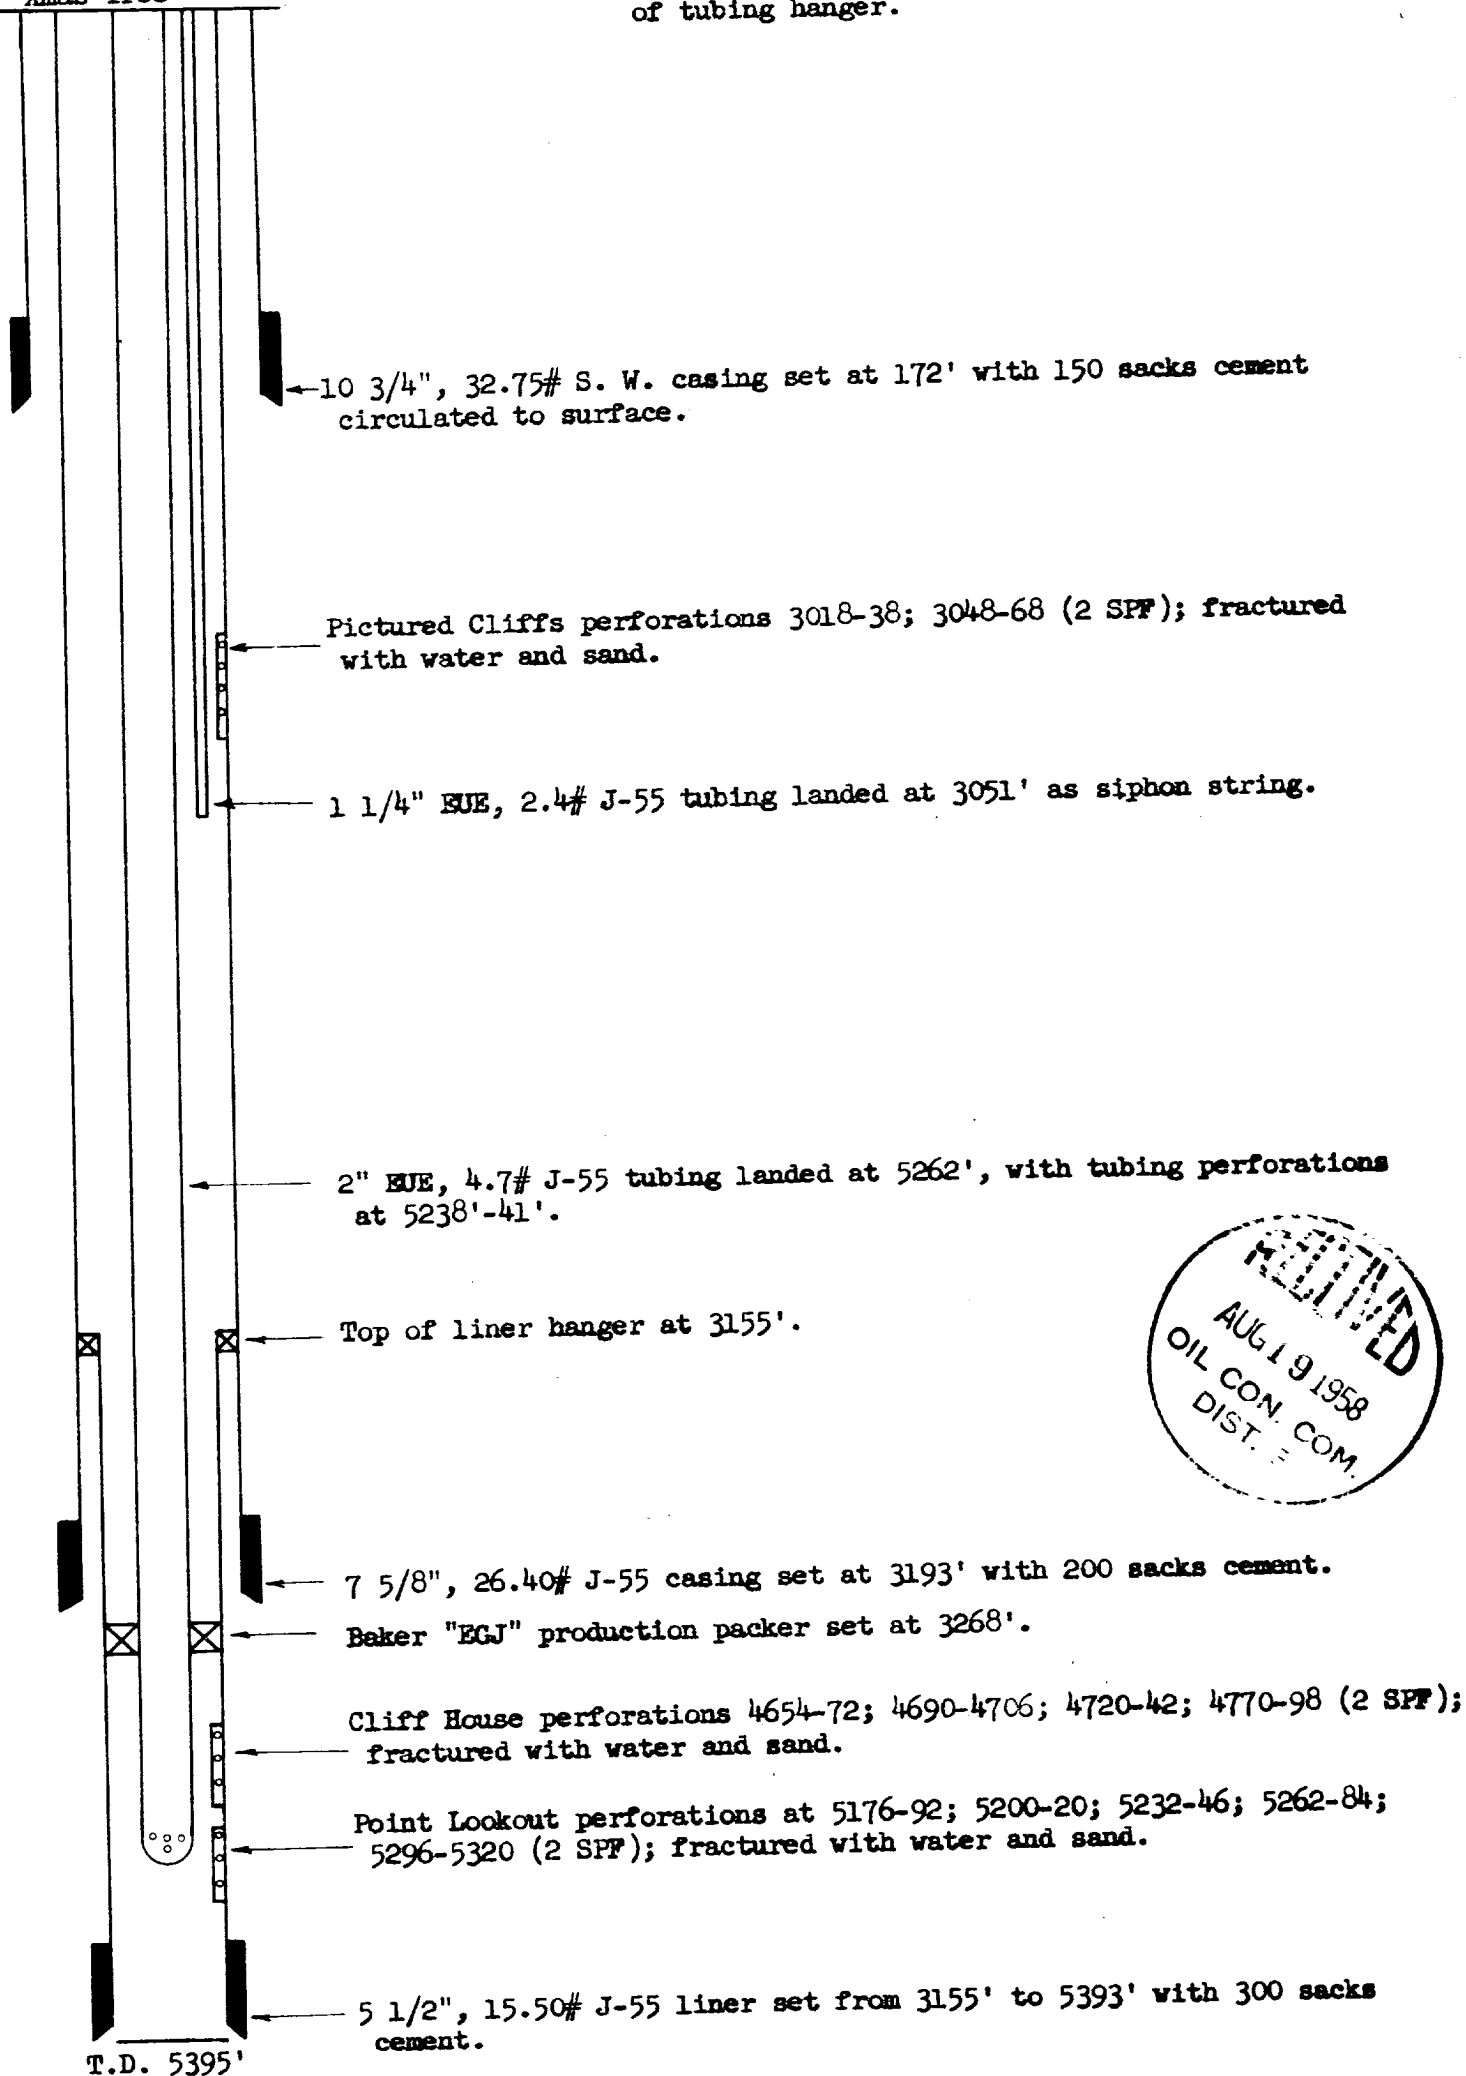 of tubing hanger.
10 3/4", 32.75# S. W. casing set at 172' with 150 sacks cement
circulated to surface.
Pictured Cliffs perforations 3018-38; 3048-68 (2 SPF); fractured
with water and sand.
1 1/4" EUE, 2.4# J-55 tubing landed at 3051' as siphon string.
2" EUE, 4.7# J-55 tubing landed at 5262', with tubing perforations
at 5238'-41'.
Top of liner hanger at 3155'.
RECEIVED
AUG 19 1958
OIL CON. COM.
DIST.
7 5/8", 26.40# J-55 casing set at 3193' with 200 sacks cement.
Baker "EGJ" production packer set at 3268'.
Cliff House perforations 4654-72; 4690-4706; 4720-42; 4770-98 (2 SPF);
fractured with water and sand.
Point Lookout perforations at 5176-92; 5200-20; 5232-46; 5262-84;
5296-5320 (2 SPF); fractured with water and sand.
5 1/2", 15.50# J-55 liner set from 3155' to 5393' with 300 sacks
cement.
T.D. 5395'